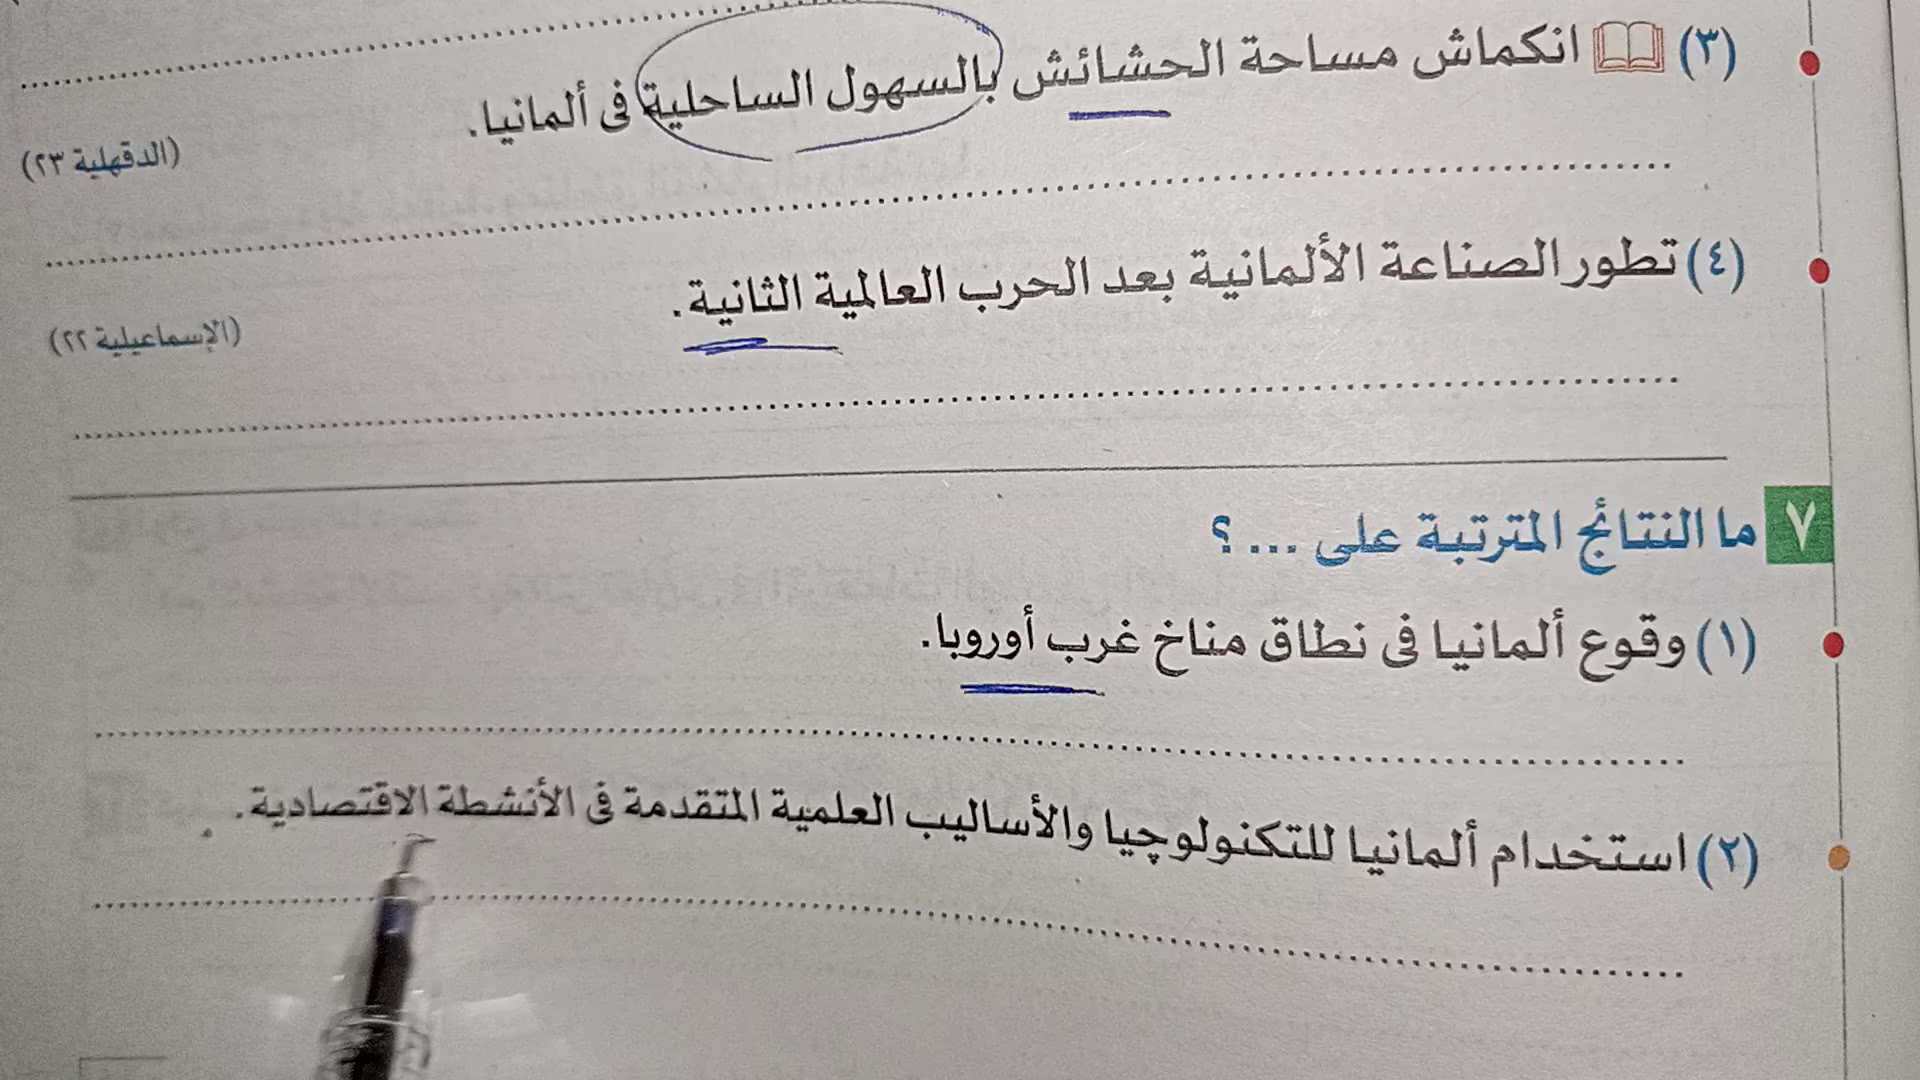 (٣) انكماش مساحة الحشائش بالسهول الساحلية فى ألمانيا.
(الدقهلية ٢٣)
(٤) تطور الصناعة الألمانية بعد الحرب العالمية الثانية.
(الإسماعيلية ٢٢)
٧ ما النتائج المترتبة على ... ؟
(١) وقوع ألمانيا فى نطاق مناخ غرب أوروبا.
(٢) استخدام ألمانيا للتكنولوچيا والأساليب العلمية المتقدمة فى الأنشطة الاقتصادية.